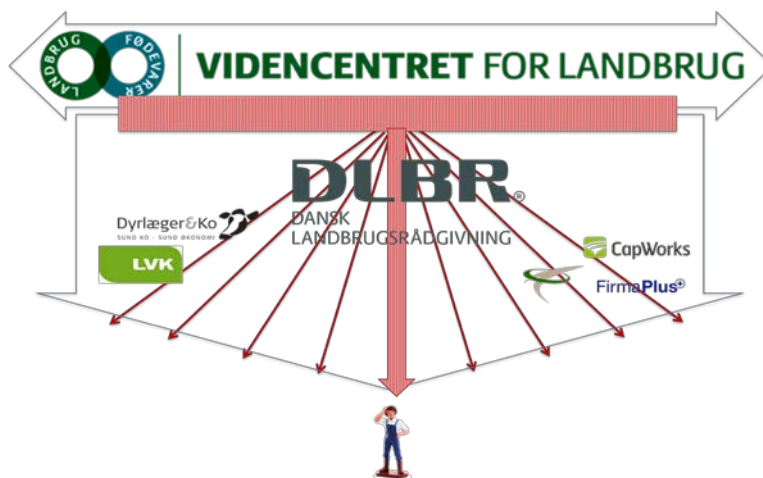 LANDBRUG
FØDEVARER
VIDENCENTRET FOR LANDBRUG
DLBR®
DANSK
LANDBRUGSRÅDGIVNING
Dyrlæger&Ko
SUND KO - SUND ØKONOMI
LVK
CapWorks
FirmaPlus+